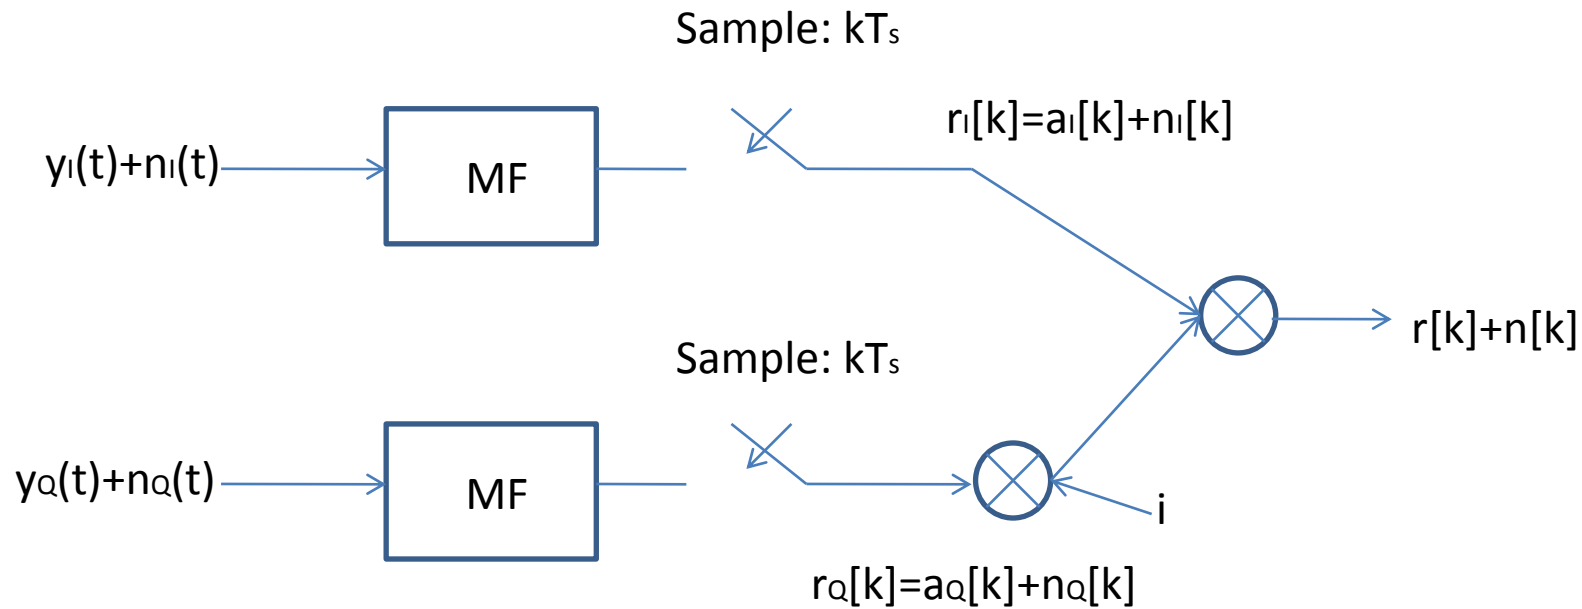 Sample: kTs
rI[k]=aI[k]+nI[k]
yI(t)+nI(t)
MF
r[k]+n[k]
Sample: kTs
yQ(t)+nQ(t)
MF
i
rQ[k]=aQ[k]+nQ[k]